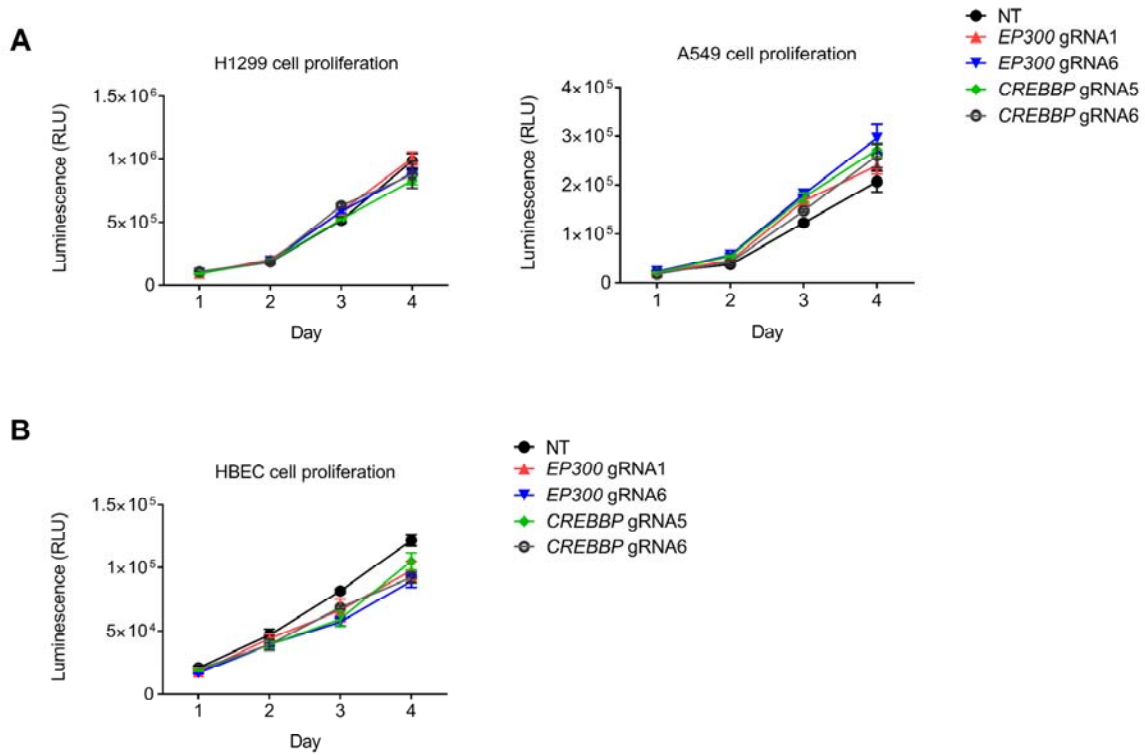 A
H1299 cell proliferation
Luminescence (RLU)
1.5×10⁶
1×10⁶
5×10⁵
0
1 2 3 4
Day
A549 cell proliferation
Luminescence (RLU)
4×10⁵
3×10⁵
2×10⁵
1×10⁵
0
1 2 3 4
Day
NT
EP300 gRNA1
EP300 gRNA6
CREBBP gRNA5
CREBBP gRNA6
B
HBEC cell proliferation
Luminescence (RLU)
1.5×10⁵
1×10⁵
5×10⁴
0
1 2 3 4
Day
NT
EP300 gRNA1
EP300 gRNA6
CREBBP gRNA5
CREBBP gRNA6